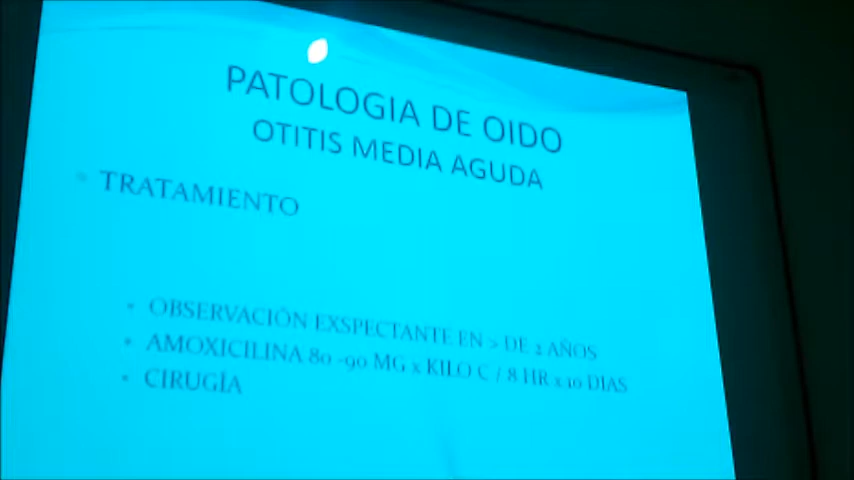 PATOLOGIA DE OIDO
OTITIS MEDIA AGUDA
TRATAMIENTO
OBSERVACIÓN EXSPECTANTE EN > DE 2 AÑOS
AMOXICILINA 80 -90 MG x KILO C / 8 HR x 10 DIAS
CIRUGÍA